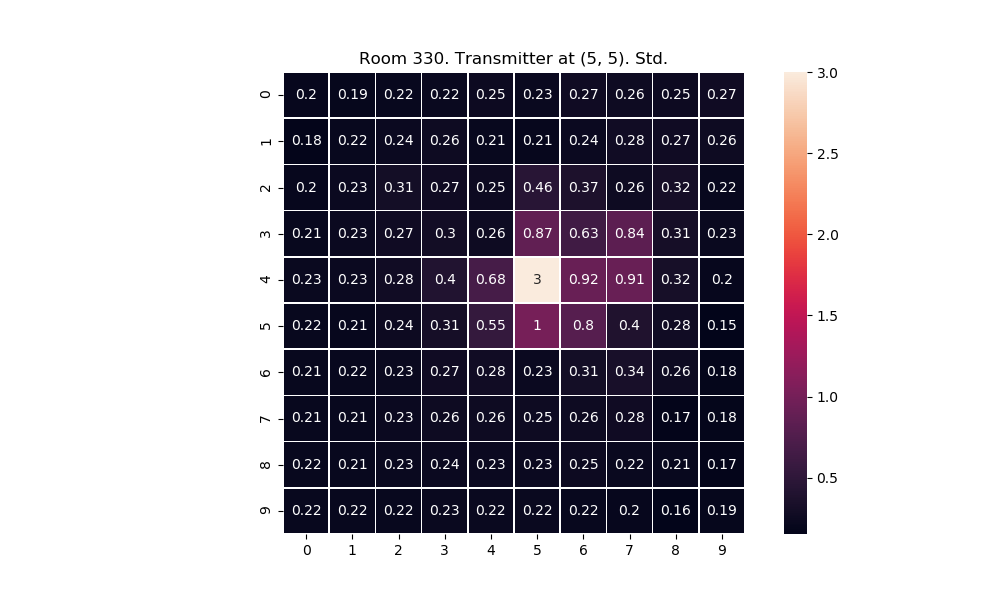 Room 330. Transmitter at (5, 5). Std.
0 0.2 0.19 0.22 0.22 0.25 0.23 0.27 0.26 0.25 0.27
1 0.18 0.22 0.24 0.26 0.21 0.21 0.24 0.28 0.27 0.26
2 0.2 0.23 0.31 0.27 0.25 0.46 0.37 0.26 0.32 0.22
3 0.21 0.23 0.27 0.3 0.26 0.87 0.63 0.84 0.31 0.23
4 0.23 0.23 0.28 0.4 0.68 3 0.92 0.91 0.32 0.2
5 0.22 0.21 0.24 0.31 0.55 1 0.8 0.4 0.28 0.15
6 0.21 0.22 0.23 0.27 0.28 0.23 0.31 0.34 0.26 0.18
7 0.21 0.21 0.23 0.26 0.26 0.25 0.26 0.28 0.17 0.18
8 0.22 0.21 0.23 0.24 0.23 0.23 0.25 0.22 0.21 0.17
9 0.22 0.22 0.22 0.23 0.22 0.22 0.22 0.2 0.16 0.19
0 1 2 3 4 5 6 7 8 9
3.0
2.5
2.0
1.5
1.0
0.5